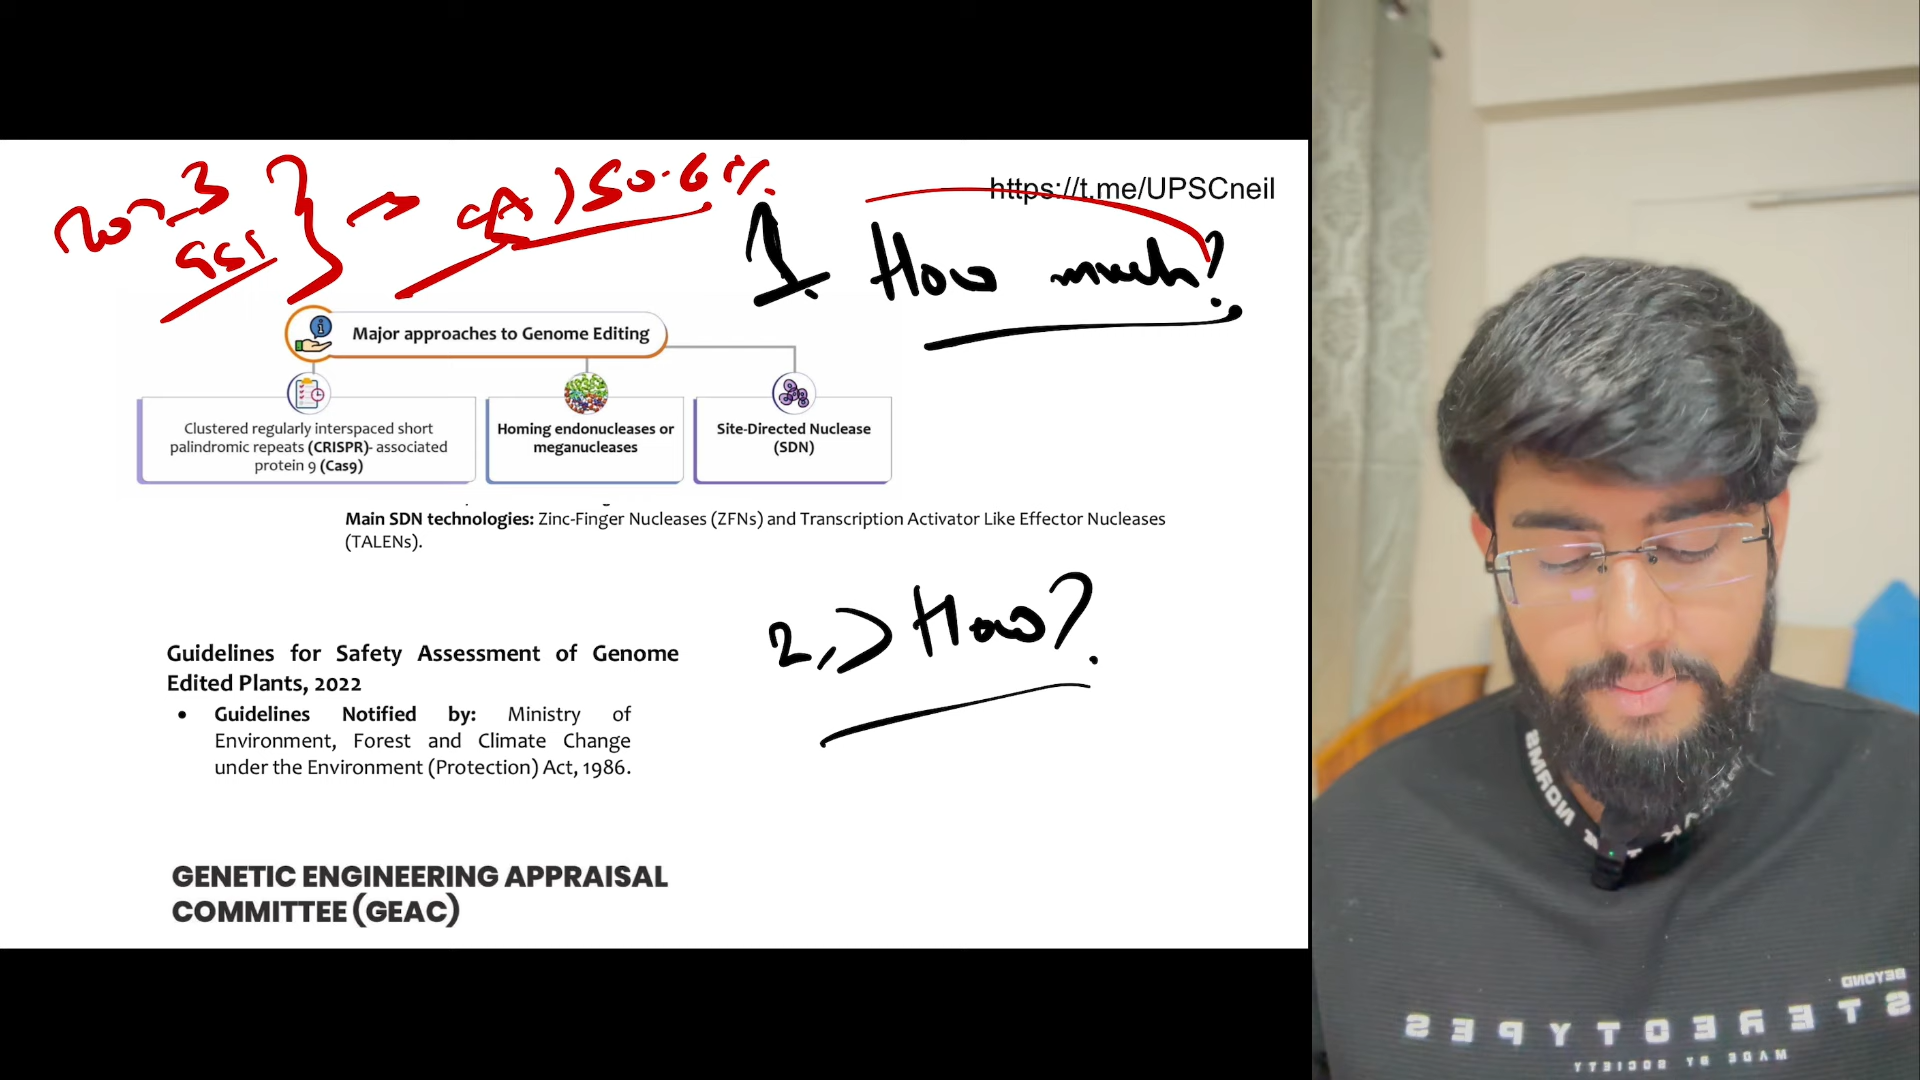 https://t.me/UPSCneil
1. How much?
Major approaches to Genome Editing
Clustered regularly interspaced short
palindromic repeats (CRISPR)- associated
protein 9 (Cas9)
Homing endonucleases or
meganucleases
Site-Directed Nuclease
(SDN)
Main SDN technologies: Zinc-Finger Nucleases (ZFNs) and Transcription Activator Like Effector Nucleases
(TALENs).
2,) How?
Guidelines for Safety Assessment of Genome
Edited Plants, 2022
• Guidelines Notified by: Ministry of
Environment, Forest and Climate Change
under the Environment (Protection) Act, 1986.
GENETIC ENGINEERING APPRAISAL
COMMITTEE (GEAC)
NORMS
BEYOND
STEREOTYPES
MADE BY SOCIETY